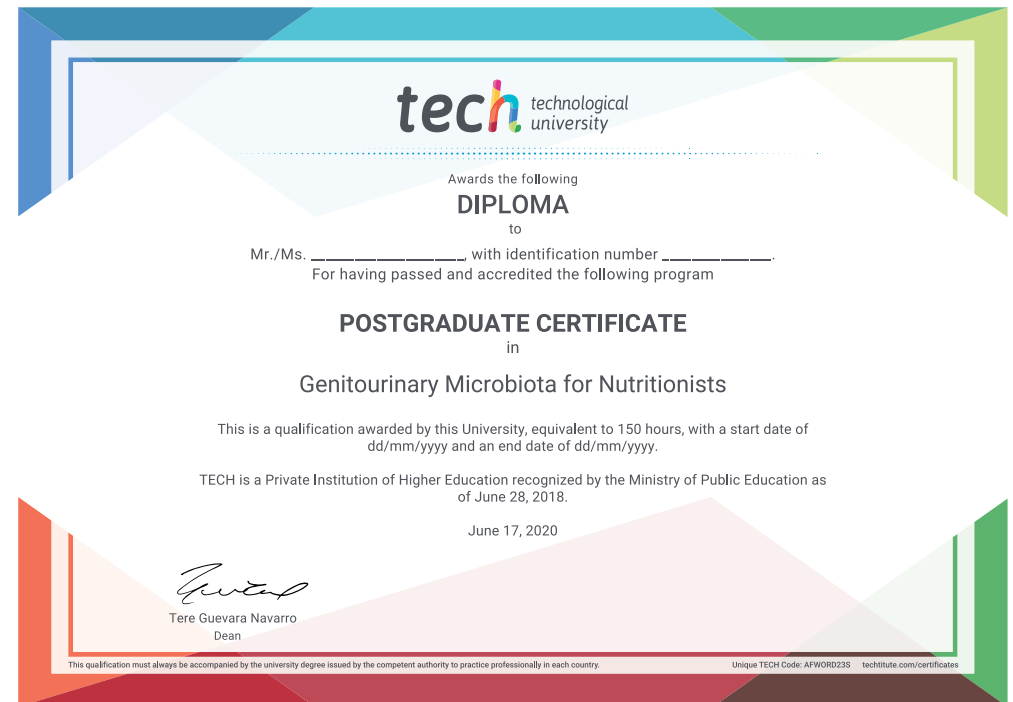 tech technological
university
Awards the following
DIPLOMA
to
Mr./Ms. ____________________, with identification number ______________.
For having passed and accredited the following program
POSTGRADUATE CERTIFICATE
in
Genitourinary Microbiota for Nutritionists
This is a qualification awarded by this University, equivalent to 150 hours, with a start date of
dd/mm/yyyy and an end date of dd/mm/yyyy.
TECH is a Private Institution of Higher Education recognized by the Ministry of Public Education as
of June 28, 2018.
June 17, 2020
Tere Guevara Navarro
Dean
This qualification must always be accompanied by the university degree issued by the competent authority to practice professionally in each country.
Unique TECH Code: AFWORD23S techtitute.com/certificates